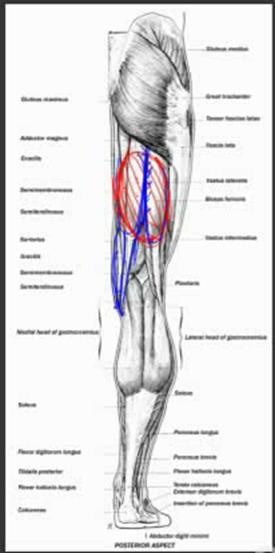 Gluteus medius
Gluteus maximus
Great trochanter
Tensor fasciae latae
Adductor magnus
Fascia lata
Gracilis
Vastus lateralis
Semimembranosus
Biceps femoris
Semitendinosus
Sartorius
Vastus intermedius
Gracilis
Semimembranosus
Plantaris
Semitendinosus
Medial head of gastrocnemius
Lateral head of gastrocnemius
Soleus
Soleus
Peroneus longus
Flexor digitorum longus
Peroneus brevis
Tibialis posterior
Flexor hallucis longus
Flexor hallucis longus
Tendo calcaneus
Extensor digitorum brevis
Insertion of peroneus brevis
Calcaneus
Abductor digiti minimi
POSTERIOR ASPECT